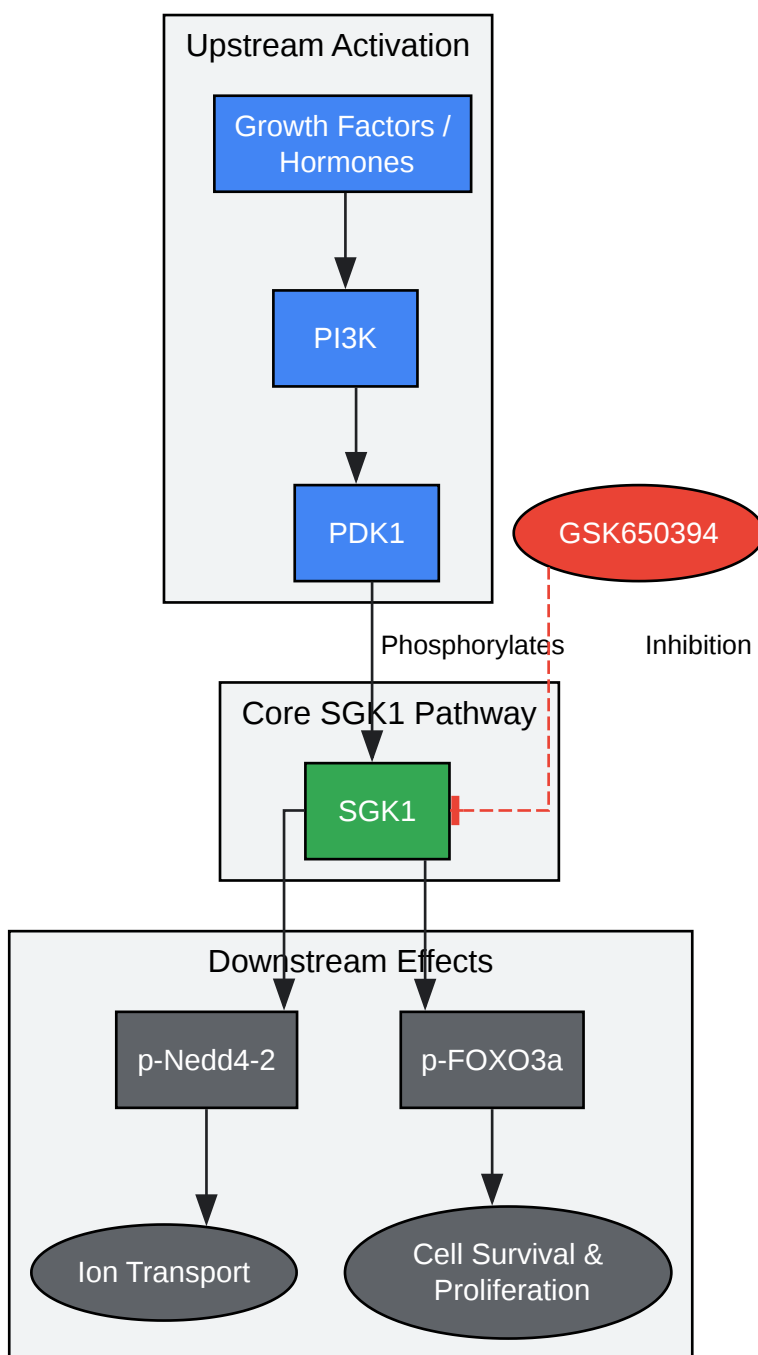 Upstream Activation
Growth Factors /
Hormones
PI3K
PDK1
GSK650394
Phosphorylates
Inhibition
Core SGK1 Pathway
SGK1
Downstream Effects
p-Nedd4-2
p-FOXO3a
Ion Transport
Cell Survival &
Proliferation